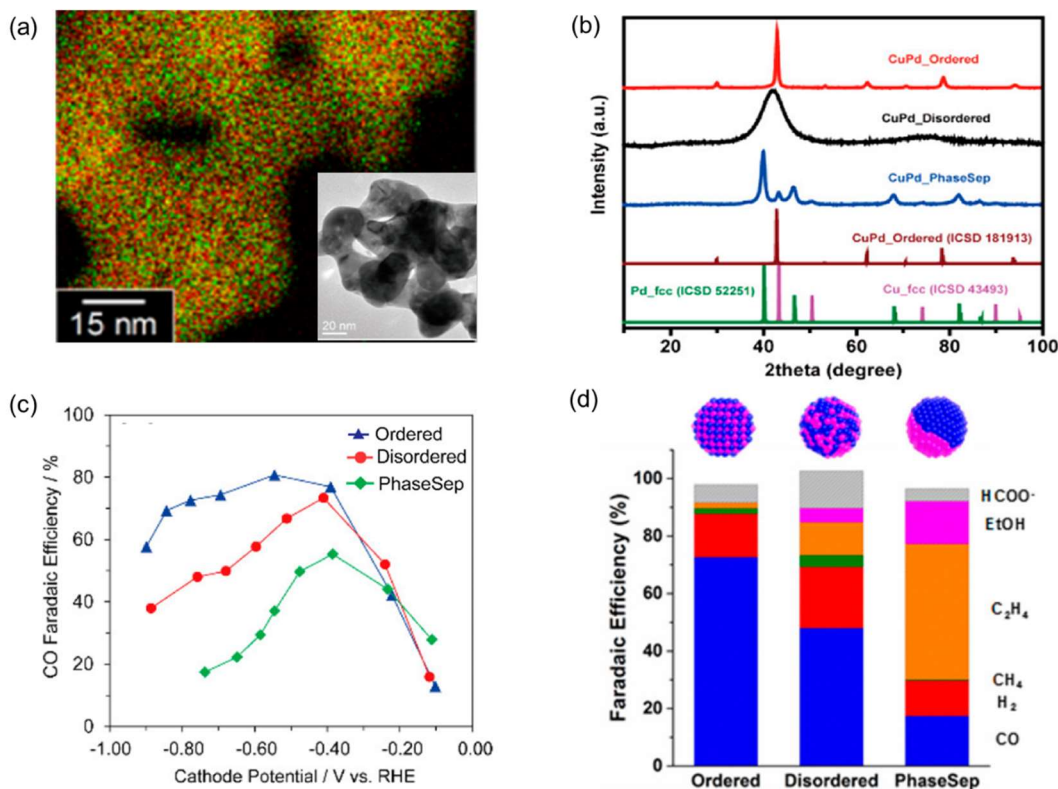 (a)
15 nm
20 nm
(b)
Intensity (a.u.)
CuPd_Ordered
CuPd_Disordered
CuPd_PhaseSep
CuPd_Ordered (ICSD 181913)
Pd_fcc (ICSD 52251)
Cu_fcc (ICSD 43493)
20 40 60 80 100
2theta (degree)
(c)
CO Faradaic Efficiency / %
100
80
60
40
20
0
Ordered
Disordered
PhaseSep
-1.00 -0.80 -0.60 -0.40 -0.20 0.00
Cathode Potential / V vs. RHE
(d)
Faradaic Efficiency (%)
100
80
60
40
20
0
HCOO-
EtOH
C₂H₄
CH₄
H₂
CO
Ordered Disordered PhaseSep